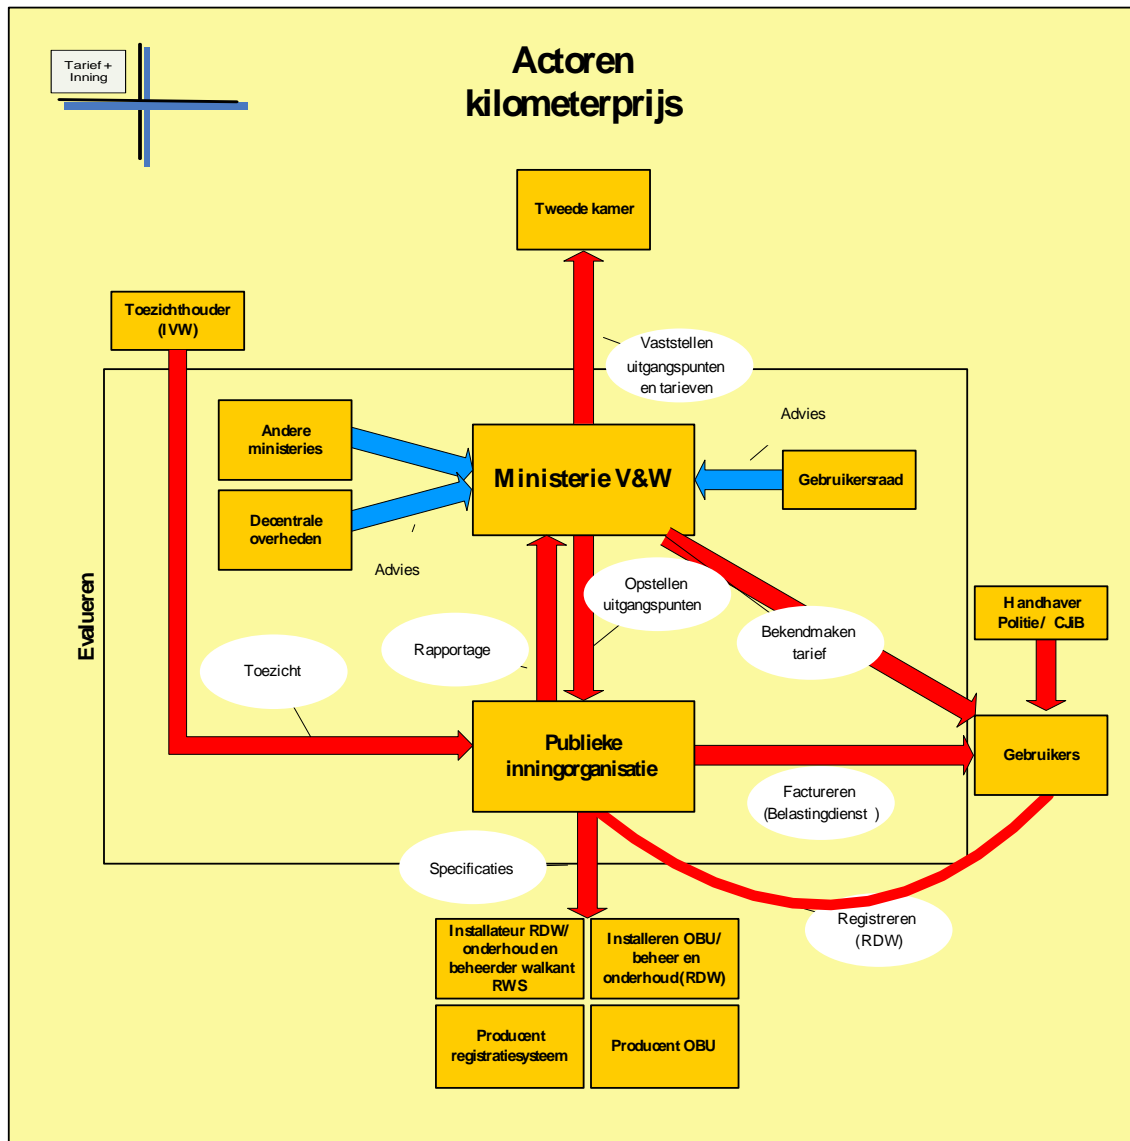 Tarief +
Inning
Actoren
kilometerprijs
Tweede kamer
Toezichthouder
(IVW)
Vaststellen
uitgangspunten
en tarieven
Andere
ministeries
Advies
Ministerie V&W
Gebruikersraad
Decentrale
overheden
Advies
Evalueren
Opstellen
uitgangspunten
Handhaver
Politie/ CJiB
Bekendmaken
tarief
Rapportage
Toezicht
Publieke
inningorganisatie
Gebruikers
Factureren
(Belastingdienst )
Specificaties
Registreren
(RDW)
Installateur RDW/
onderhoud en
beheerder walkant
RWS
Installeren OBU/
beheer en
onderhoud(RDW)
Producent
registratiesysteem
Producent OBU